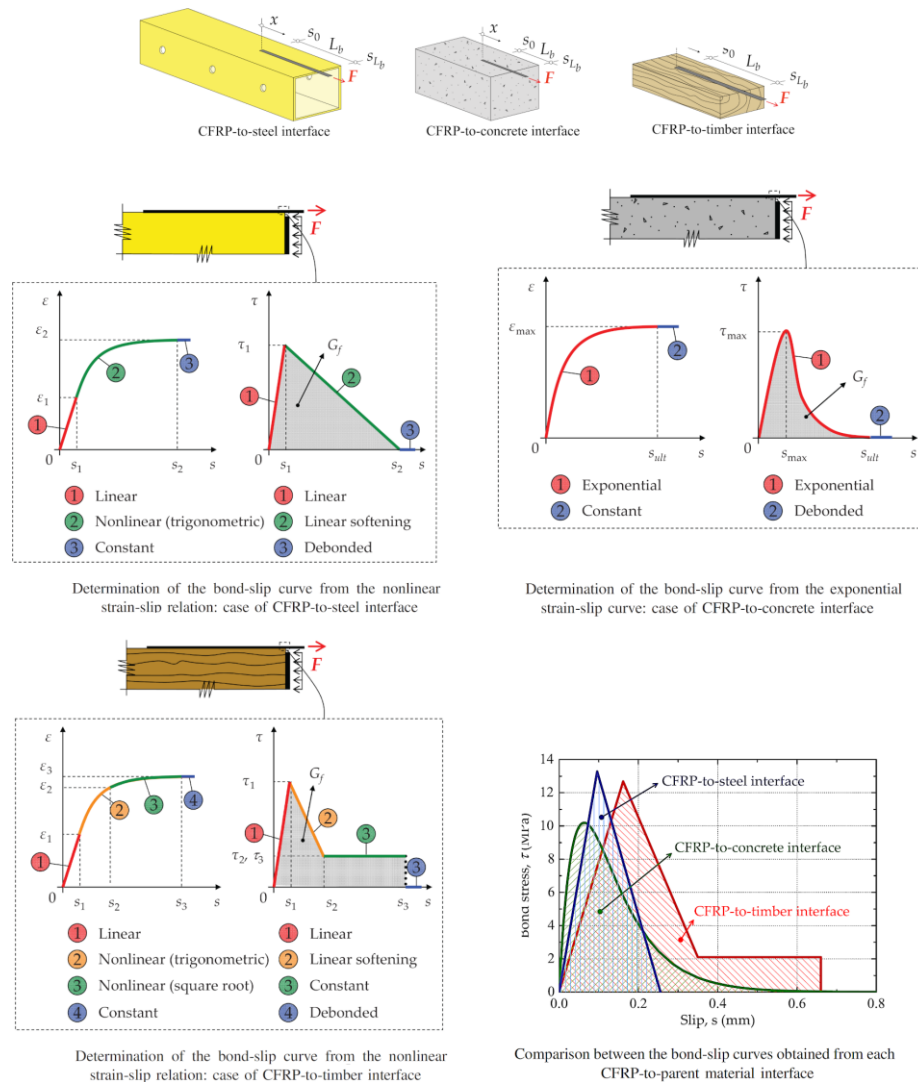 x
s0
Lb
sLb
F
CFRP-to-steel interface
x
s0
Lb
sLb
F
CFRP-to-concrete interface
s0
Lb
sLb
F
CFRP-to-timber interface
F
ε
ε2
ε1
0
s1
s2
s
1
2
3
τ
τ1
Gf
0
s1
s2
s
1
2
3
1 Linear
2 Nonlinear (trigonometric)
3 Constant
1 Linear
2 Linear softening
3 Debonded
Determination of the bond-slip curve from the nonlinear
strain-slip relation: case of CFRP-to-steel interface
F
ε
εmax
0
sult
s
1
2
τ
τmax
Gf
0
smax
sult
s
1
2
1 Exponential
2 Constant
1 Exponential
2 Debonded
Determination of the bond-slip curve from the exponential
strain-slip curve: case of CFRP-to-concrete interface
F
ε
ε3
ε2
ε1
0
s1
s2
s3
s
1
2
3
4
τ
τ1
τ2, τ3
Gf
0
s1
s2
s3
s
1
2
3
3
1 Linear
2 Nonlinear (trigonometric)
3 Nonlinear (square root)
4 Constant
1 Linear
2 Linear softening
3 Constant
4 Debonded
Determination of the bond-slip curve from the nonlinear
strain-slip relation: case of CFRP-to-timber interface
Bond stress, τ (MPa)
14
12
10
8
6
4
2
0
0.0 0.2 0.4 0.6 0.8
Slip, s (mm)
CFRP-to-steel interface
CFRP-to-concrete interface
CFRP-to-timber interface
Comparison between the bond-slip curves obtained from each
CFRP-to-parent material interface